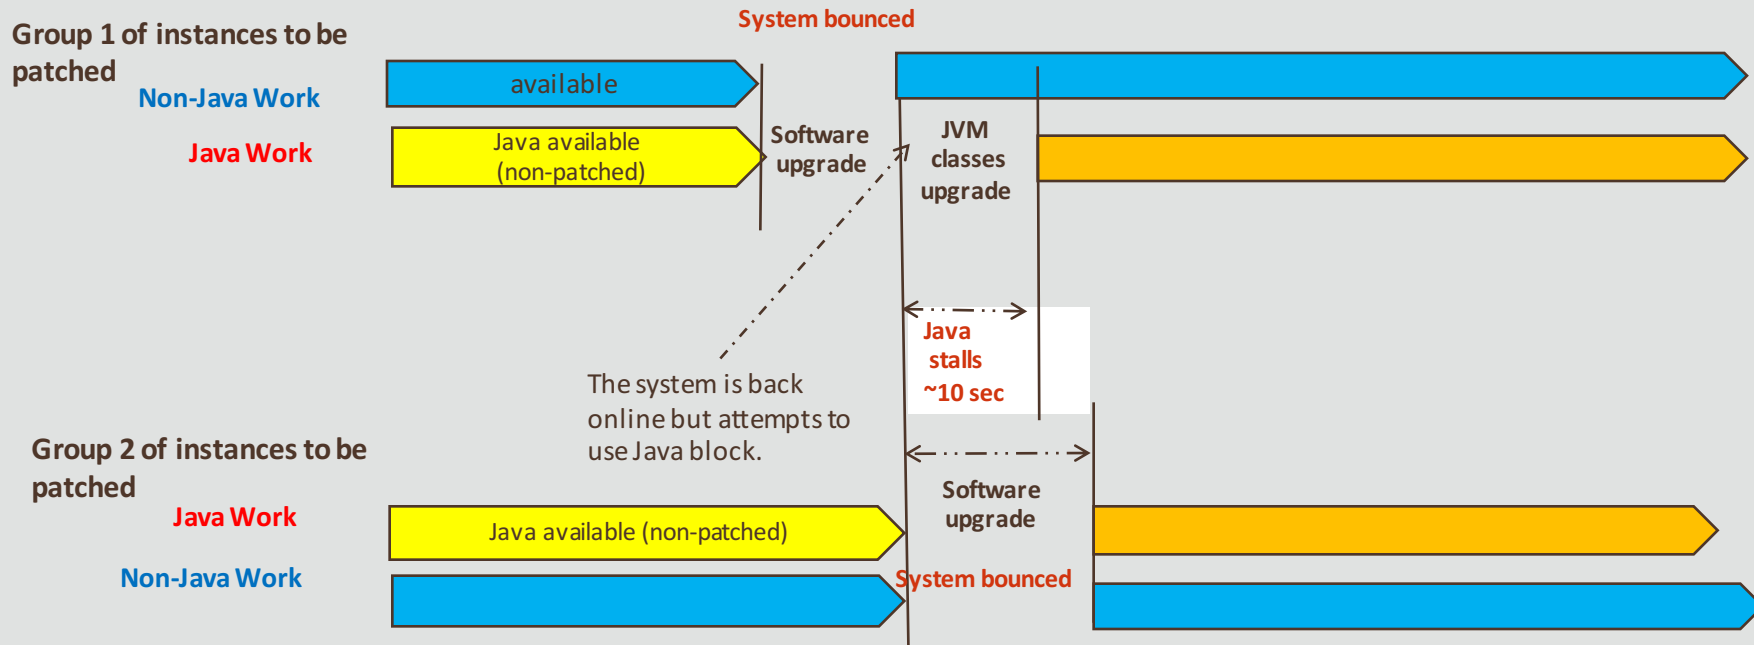 System bounced
Group 1 of instances to be
patched
Non-Java Work
available
Java Work
Java available
(non-patched)
Software
upgrade
JVM
classes
upgrade
Java
stalls
~10 sec
The system is back
online but attempts to
use Java block.
Group 2 of instances to be
patched
Java Work
Java available (non-patched)
Software
upgrade
Non-Java Work
System bounced